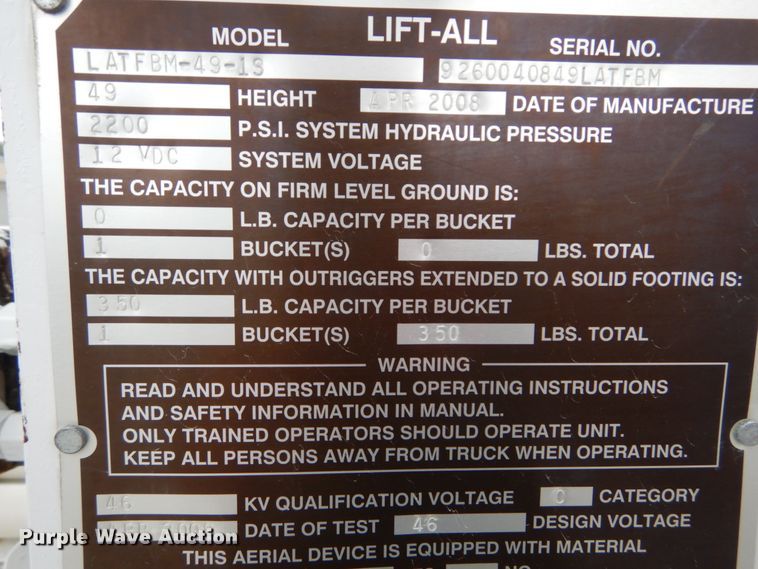 MODEL LIFT-ALL SERIAL NO.
LATFBM-49-1S 9260040849LATFBM
49 HEIGHT APR 2008 DATE OF MANUFACTURE
2200 P.S.I. SYSTEM HYDRAULIC PRESSURE
12 VDC SYSTEM VOLTAGE
THE CAPACITY ON FIRM LEVEL GROUND IS:
0 L.B. CAPACITY PER BUCKET
1 BUCKET(S) 0 LBS. TOTAL
THE CAPACITY WITH OUTRIGGERS EXTENDED TO A SOLID FOOTING IS:
350 L.B. CAPACITY PER BUCKET
1 BUCKET(S) 350 LBS. TOTAL
WARNING
READ AND UNDERSTAND ALL OPERATING INSTRUCTIONS
AND SAFETY INFORMATION IN MANUAL.
ONLY TRAINED OPERATORS SHOULD OPERATE UNIT.
KEEP ALL PERSONS AWAY FROM TRUCK WHEN OPERATING.
46 KV QUALIFICATION VOLTAGE C CATEGORY
2008 DATE OF TEST 46 DESIGN VOLTAGE
Purple Wave Auction
THIS AERIAL DEVICE IS EQUIPPED WITH MATERIAL